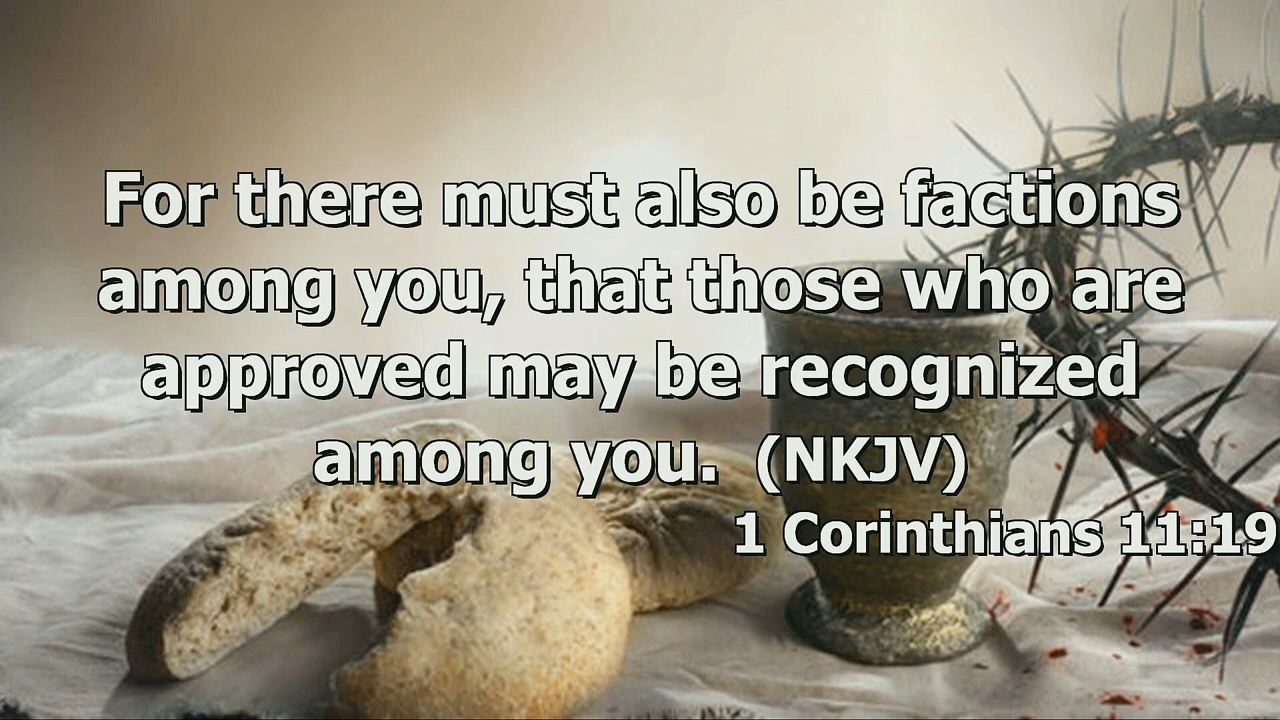 For there must also be factions
among you, that those who are
approved may be recognized
among you. (NKJV)
1 Corinthians 11:19